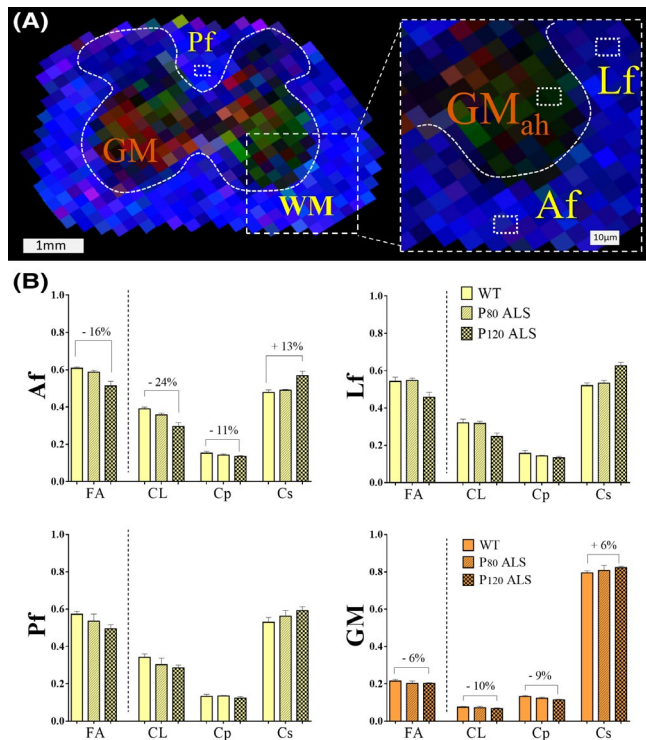 (A)
Pf
GM
WM
1mm
Lf
GMah
Af
10µm
(B)
Af
1.0
0.8
0.6
0.4
0.2
0.0
- 16%
- 24%
- 11%
+ 13%
FA CL Cp Cs
Lf
1.0
0.8
0.6
0.4
0.2
0.0
WT
P80 ALS
P120 ALS
FA CL Cp Cs
Pf
1.0
0.8
0.6
0.4
0.2
0.0
FA CL Cp Cs
GM
1.0
0.8
0.6
0.4
0.2
0.0
WT
P80 ALS
P120 ALS
- 6%
- 10%
- 9%
+ 6%
FA CL Cp Cs